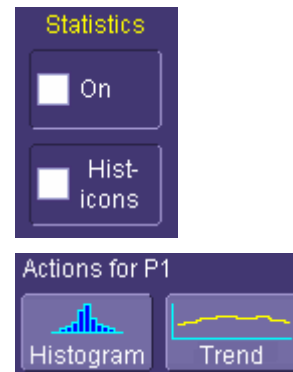 Statistics
On
Hist-
icons
Actions for P1
Histogram
Trend